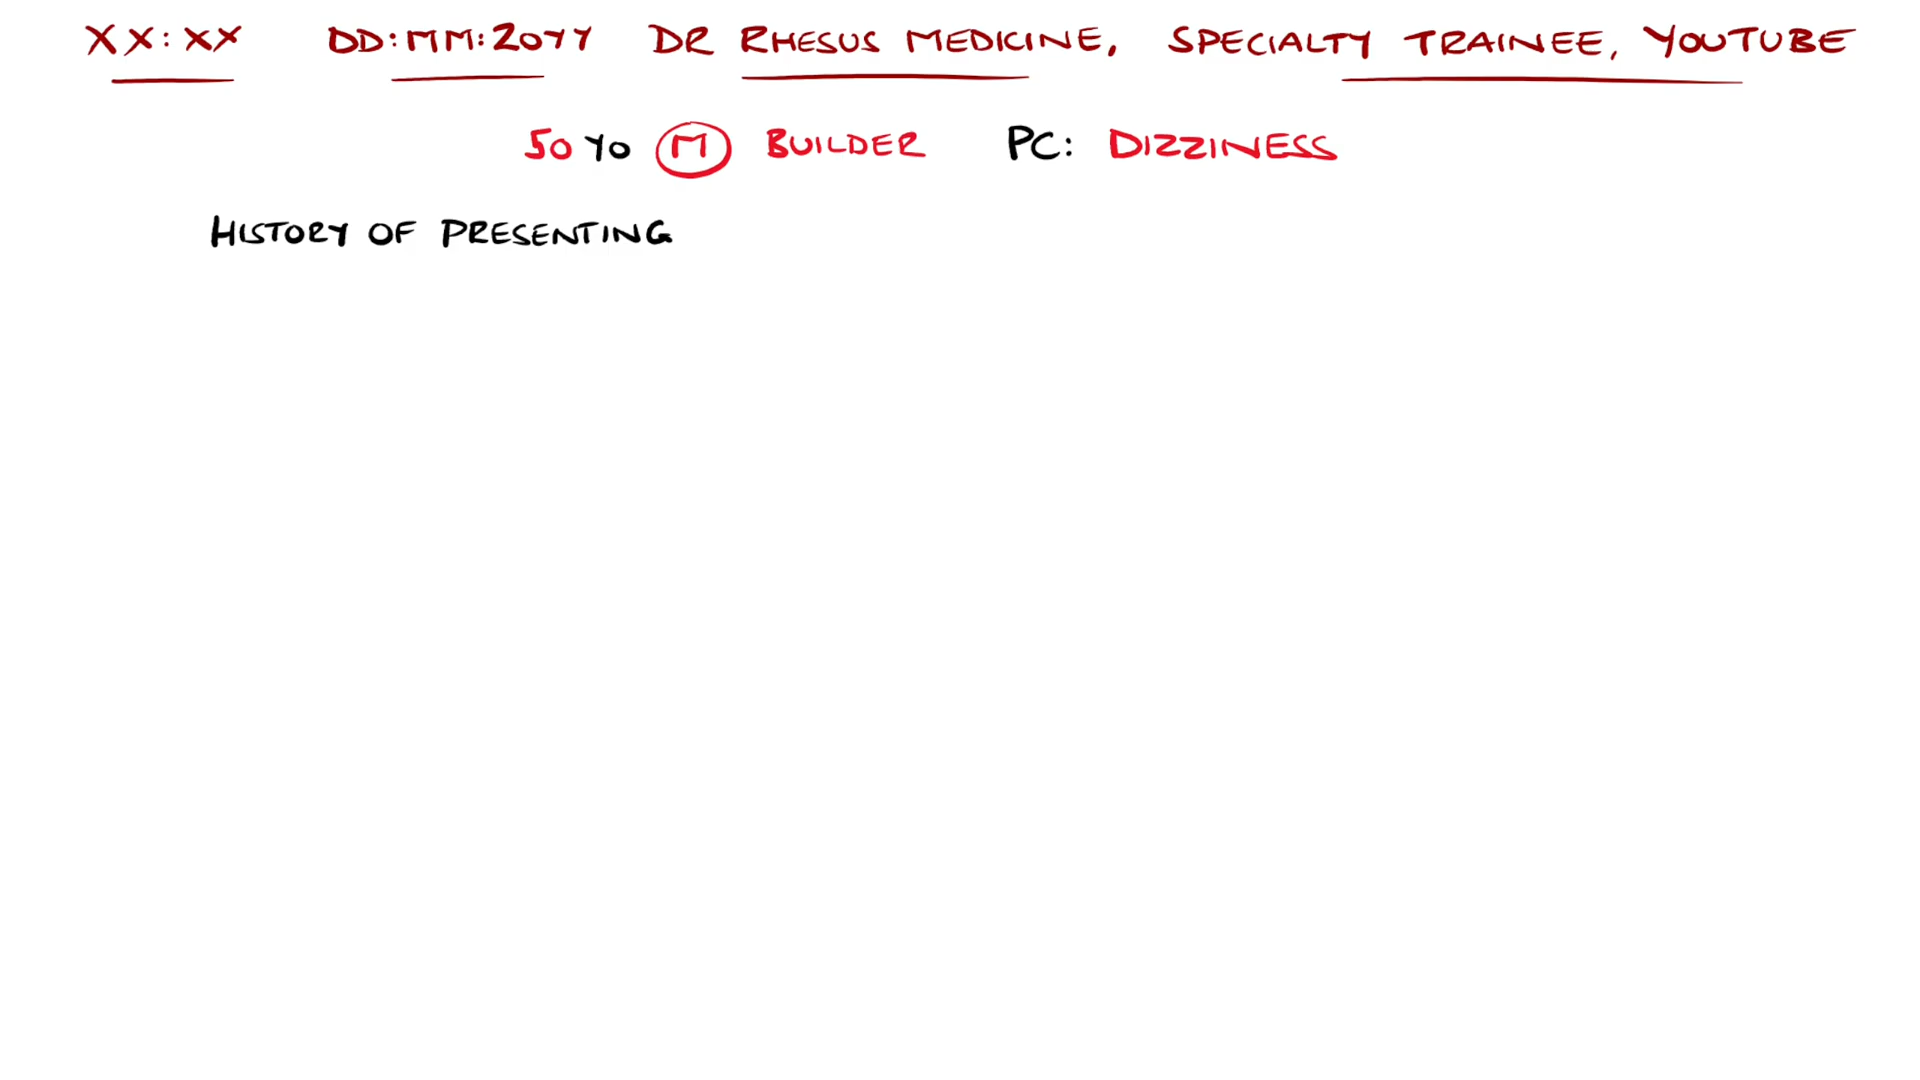 XX:XX DD:MM:20YY DR RHESUS MEDICINE, SPECIALTY TRAINEE, YOUTUBE
50 YO M BUILDER PC: DIZZINESS
HISTORY OF PRESENTING